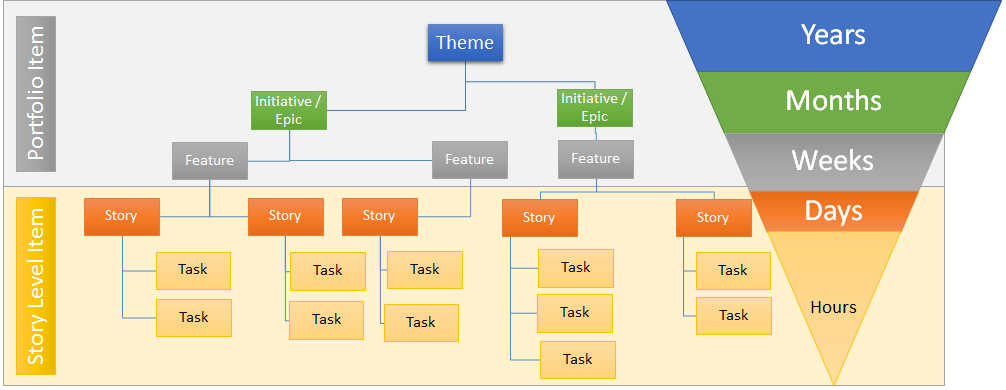 Portfolio Item
Theme
Years
Initiative /
Epic
Initiative /
Epic
Months
Feature
Feature
Feature
Weeks
Story Level Item
Story
Story
Story
Story
Story
Days
Task
Task
Task
Task
Task
Hours
Task
Task
Task
Task
Task
Task